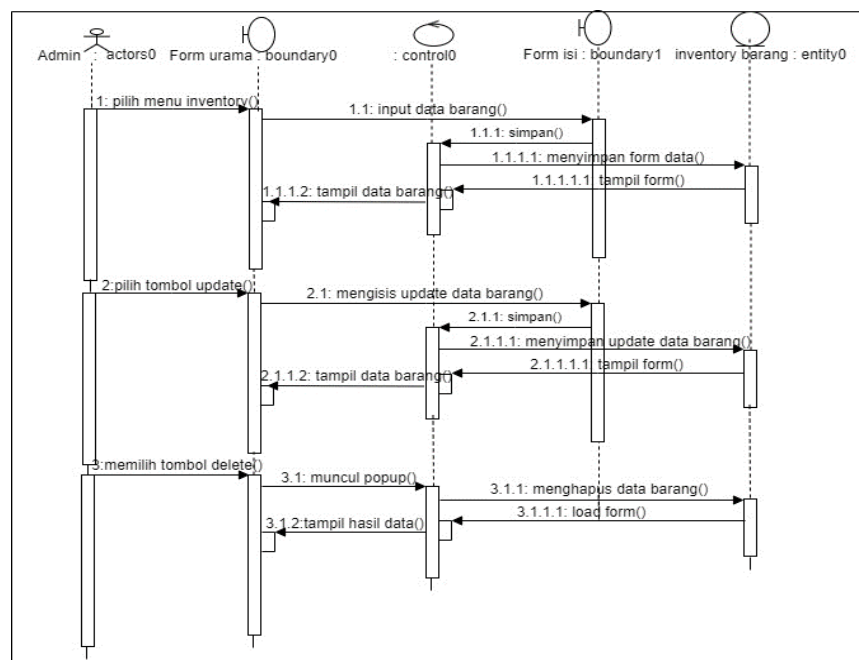 Admin : actors0
Form urama : boundary0
: control0
Form isi : boundary1
inventory barang : entity0
1: pilih menu inventory()
1.1: input data barang()
1.1.1: simpan()
1.1.1.1: menyimpan form data()
1.1.1.1.1: tampil form()
1.1.1.2: tampil data barang()
2:pilih tombol update()
2.1: mengisis update data barang()
2.1.1: simpan()
2.1.1.1: menyimpan update data barang()
2.1.1.1.1: tampil form()
2.1.1.2: tampil data barang()
3:memilih tombol delete()
3.1: muncul popup()
3.1.1: menghapus data barang()
3.1.1.1: load form()
3.1.2:tampil hasil data()